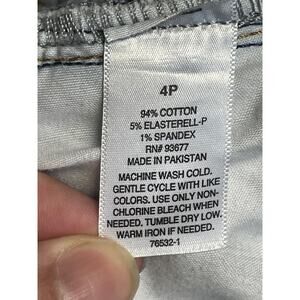 4P
94% COTTON
5% ELASTERELL-P
1% SPANDEX
RN# 93677
MADE IN PAKISTAN
MACHINE WASH COLD.
GENTLE CYCLE WITH LIKE
COLORS. USE ONLY NON-
CHLORINE BLEACH WHEN
NEEDED. TUMBLE DRY LOW.
WARM IRON IF NEEDED.
76532-1